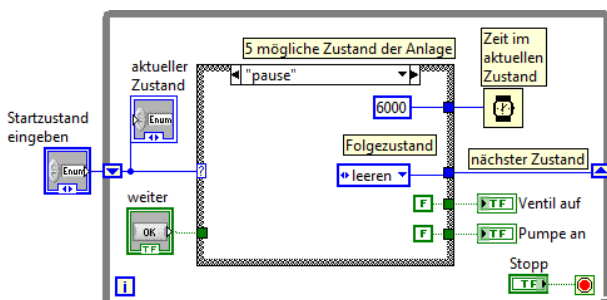 5 mögliche Zustand der Anlage
Zeit im
aktuellen
Zustand
aktueller
Zustand
"pause"
Enum
6000
Startzustand
eingeben
Enum
Folgezustand
nächster Zustand
?
leeren
weiter
OK
TF
F
TF
Ventil auf
F
TF
Pumpe an
Stopp
TF
i